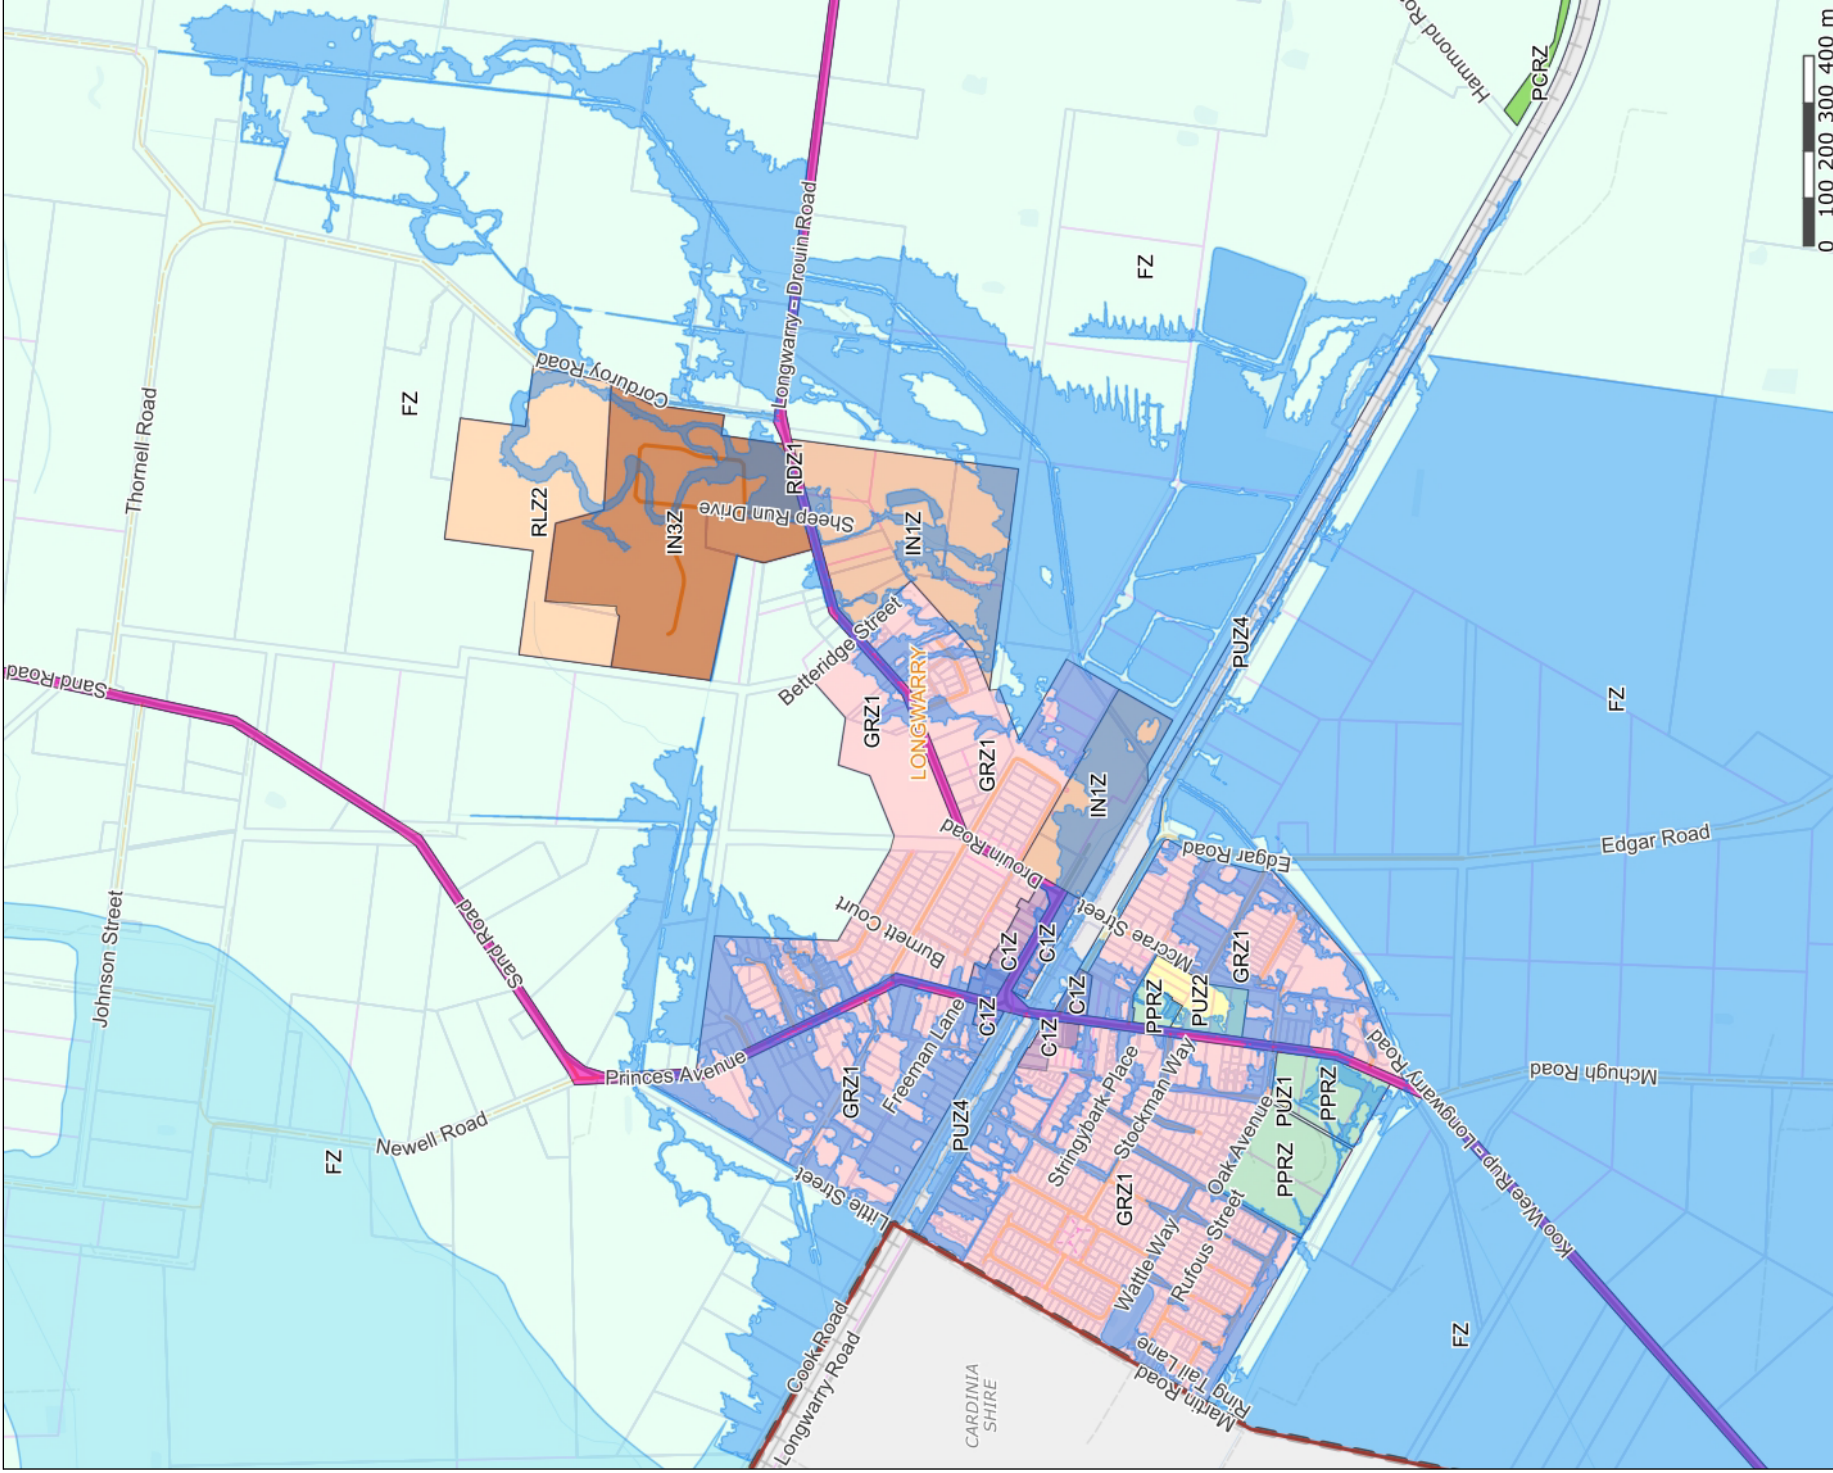 Hammond Ro
PCRZ
0 100 200 300 400 m
Longwarry - Drouin Road
FZ
Corduroy Road
FZ
Thornell Road
RLZ2
IN3Z
RDZ1
Sheep Run Drive
IN1Z
Sand Road
Betteridge Street
GRZ1
LONGWARRY
GRZ1
PUZ4
FZ
IN1Z
Drouin Road
Edgar Road
Edgar Road
Johnson Street
Sand Road
Burnett Court
C1Z
C1Z
Mccrae Street
GRZ1
C1Z
C1Z
C1Z
PPRZ
PUZ2
Princes Avenue
Freeman Lane
GRZ1
Newell Road
FZ
PUZ4
Stringybark Place
Stockman Way
PUZ1
PPRZ
Mchugh Road
Koo Wee Rup - Longwarry Road
Oak Avenue
PPRZ
GRZ1
Little Street
Wattle Way
Rufous Street
FZ
Cook Road
Longwarry Road
Martin Road
Ring Tail Lane
CARDINIA
SHIRE